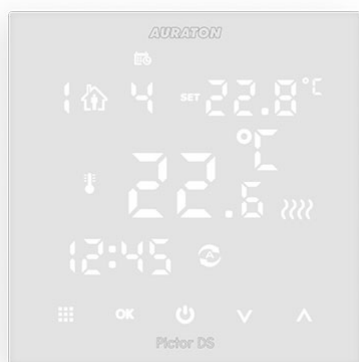 AURATON
1 4 SET 22.8°C
°C
22.6
12:45 A
OK
Pictor DS